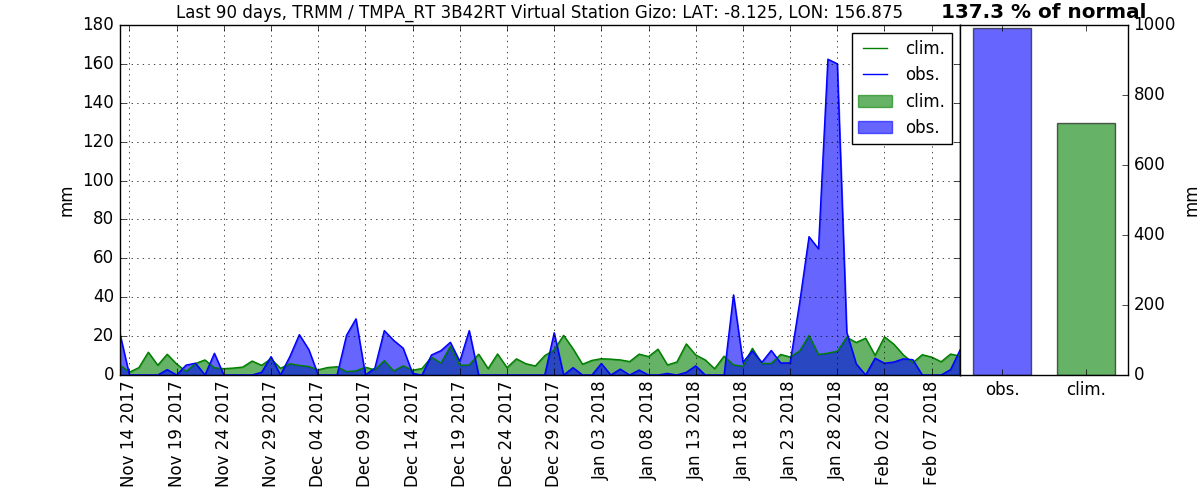 Last 90 days, TRMM / TMPA_RT 3B42RT Virtual Station Gizo: LAT: -8.125, LON: 156.875
137.3 % of normal
180
160
140
120
100
80
60
40
20
0
mm
clim.
obs.
clim.
obs.
Nov 14 2017
Nov 19 2017
Nov 24 2017
Nov 29 2017
Dec 04 2017
Dec 09 2017
Dec 14 2017
Dec 19 2017
Dec 24 2017
Dec 29 2017
Jan 03 2018
Jan 08 2018
Jan 13 2018
Jan 18 2018
Jan 23 2018
Jan 28 2018
Feb 02 2018
Feb 07 2018
1000
800
600
400
200
0
mm
obs.
clim.